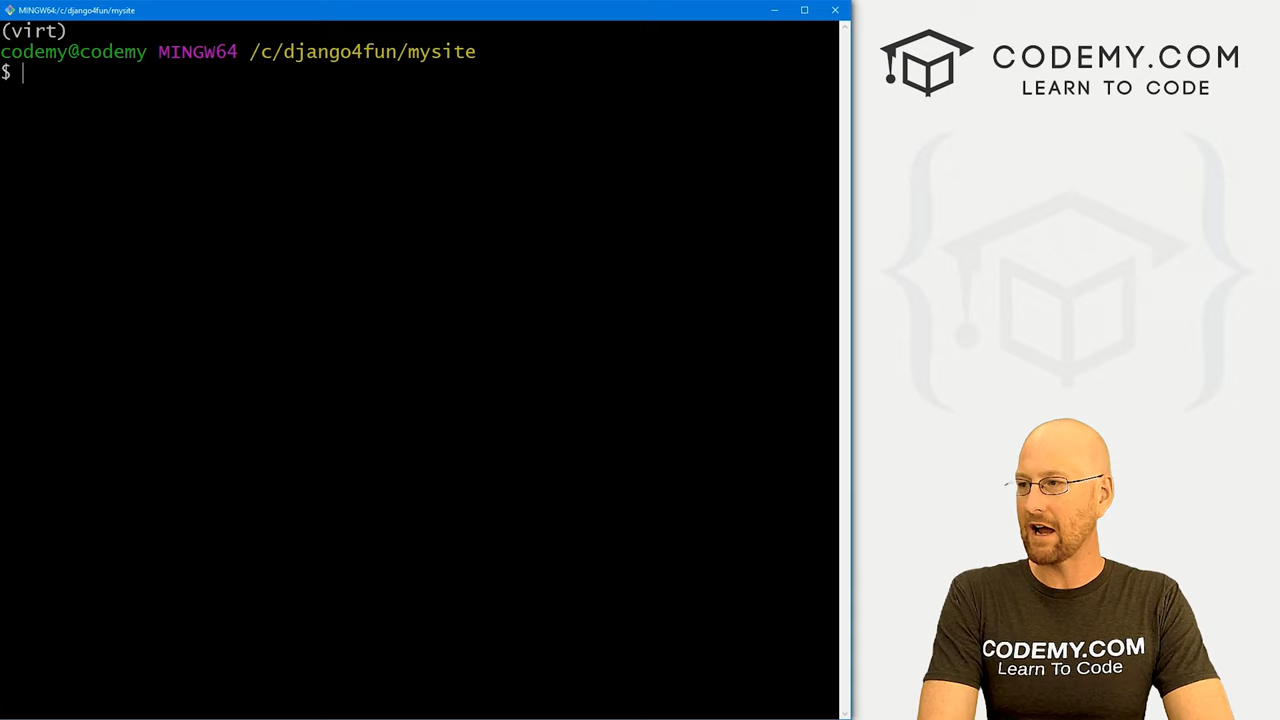 MINGW64:/c/django4fun/mysite
(virt)
codemy@codemy MINGW64 /c/django4fun/mysite
$
CODEMY.COM
LEARN TO CODE
CODEMY.COM
Learn To Code